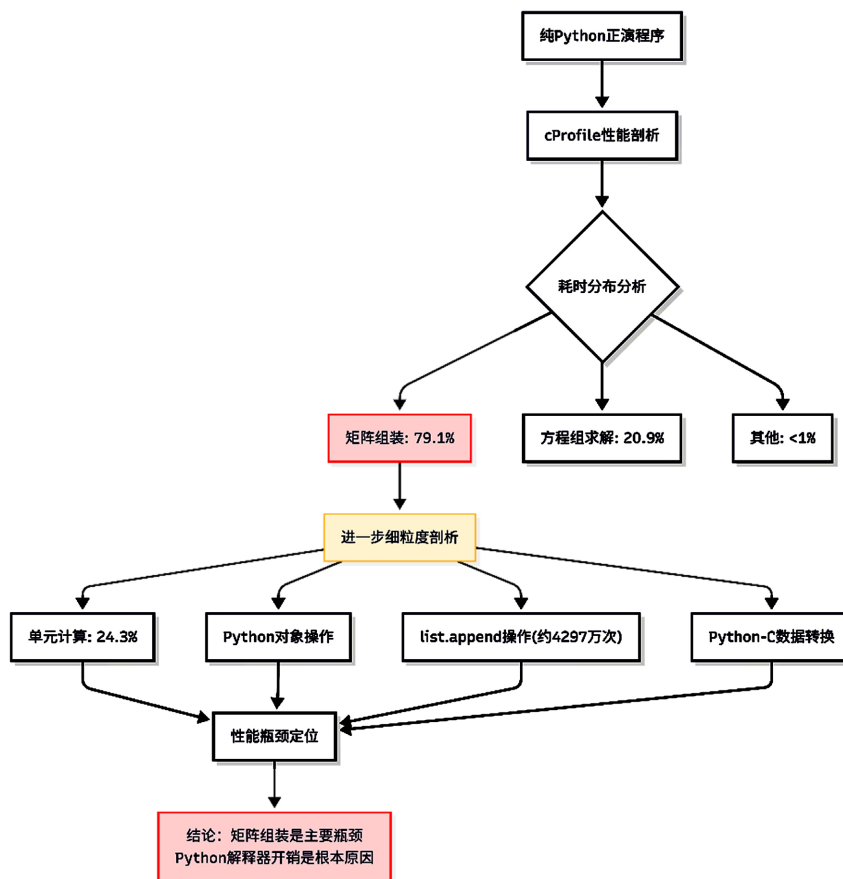 纯Python正演程序
cProfile性能剖析
耗时分布分析
矩阵组装: 79.1%
方程组求解: 20.9%
其他: <1%
进一步细粒度剖析
单元计算: 24.3%
Python对象操作
list.append操作(约4297万次)
Python-C数据转换
性能瓶颈定位
结论：矩阵组装是主要瓶颈
Python解释器开销是根本原因